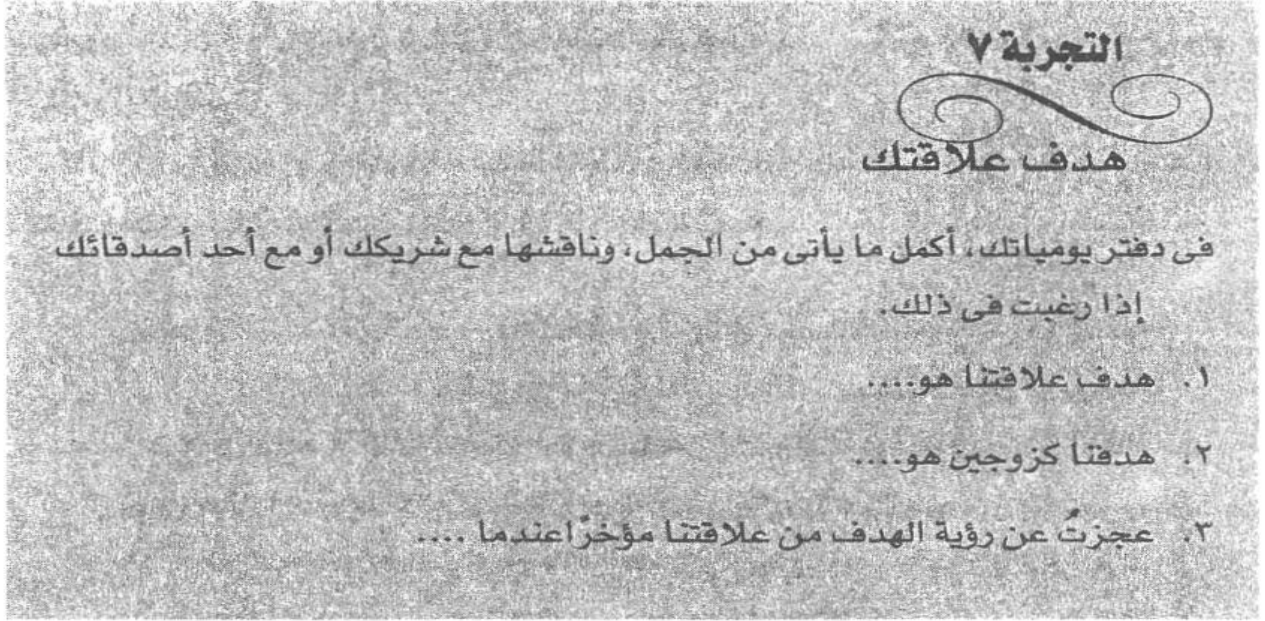 التجربة ٧
هدف علاقتك
فى دفتر يومياتك، أكمل ما يأتى من الجمل، وناقشها مع شريكك أو مع أحد أصدقائك
إذا رغبت فى ذلك.
١. هدف علاقتنا هو....
٢. هدفنا كزوجين هو....
٣. عجزتُ عن رؤية الهدف من علاقتنا مؤخرًا عندما ....